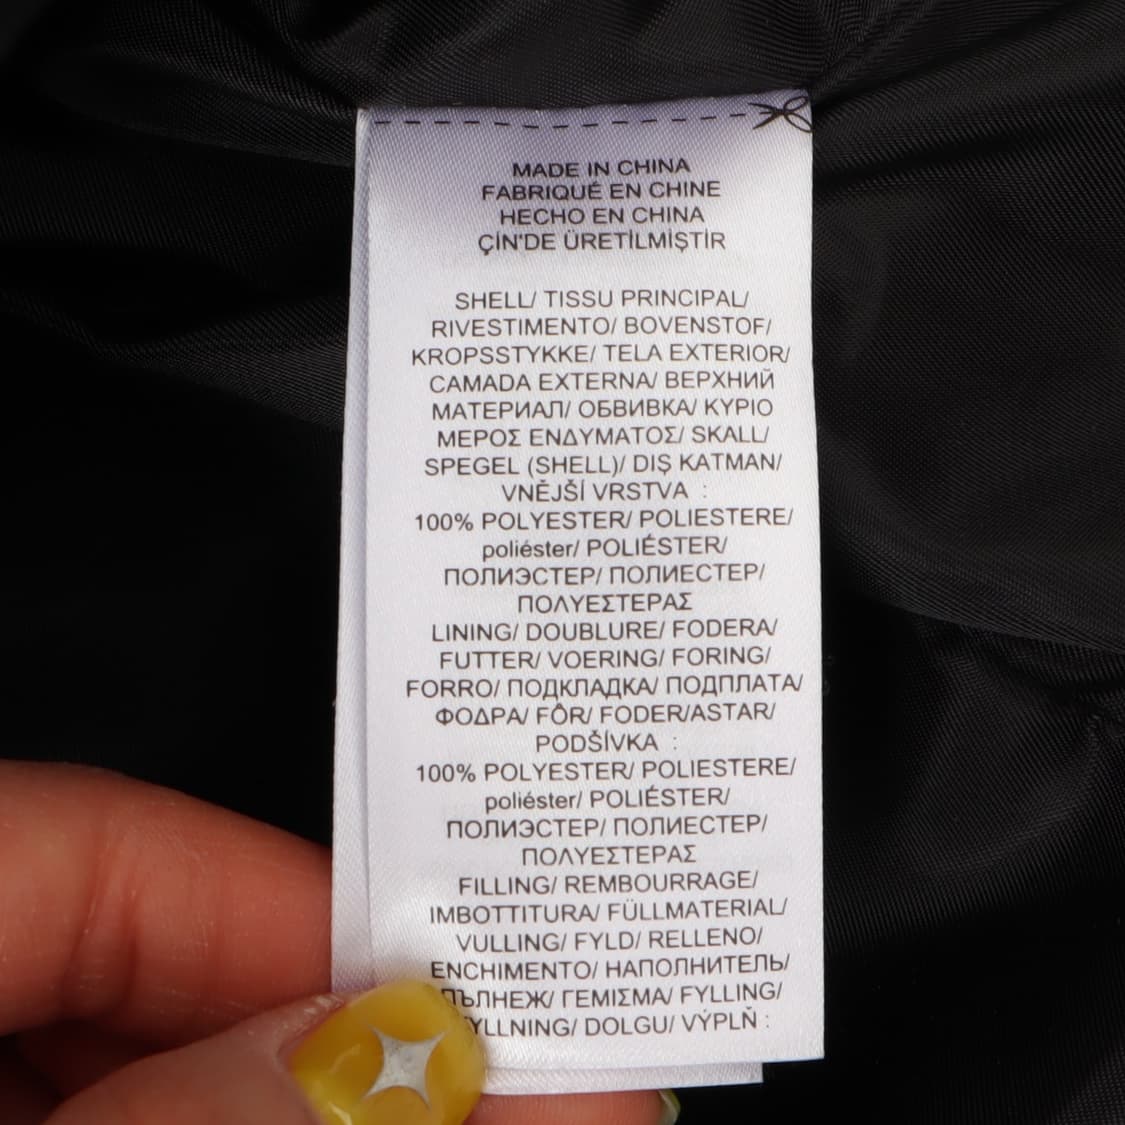 MADE IN CHINA
FABRIQUÉ EN CHINE
HECHO EN CHINA
ÇİN'DE ÜRETİLMİŞTİR
SHELL/ TISSU PRINCIPAL/
RIVESTIMENTO/ BOVENSTOF/
KROPSSTYKKE/ TELA EXTERIOR/
CAMADA EXTERNA/ ВЕРХНИЙ
МАТЕРИАЛ/ ОБВИВКА/ ΚΥΡΙΟ
ΜΕΡΟΣ ΕΝΔΥΜΑΤΟΣ/ SKALL/
SPEGEL (SHELL)/ DIŞ KATMAN/
VNĚJŠÍ VRSTVA :
100% POLYESTER/ POLIESTERE/
poliéster/ POLIÉSTER/
ПОЛИЭСТЕР/ ПОЛИЕСТЕР/
ΠΟΛΥΕΣΤΕΡΑΣ
LINING/ DOUBLURE/ FODERA/
FUTTER/ VOERING/ FORING/
FORRO/ ПОДКЛАДКА/ ПОДПЛАТА/
ΦΟΔΡΑ/ FÔR/ FODER/ASTAR/
PODŠÍVKA :
100% POLYESTER/ POLIESTERE/
poliéster/ POLIÉSTER/
ПОЛИЭСТЕР/ ПОЛИЕСТЕР/
ΠΟΛΥΕΣΤΕΡΑΣ
FILLING/ REMBOURRAGE/
IMBOTTITURA/ FÜLLMATERIAL/
VULLING/ FYLD/ RELLENO/
ENCHIMENTO/ НАПОЛНИТЕЛЬ/
ПЪЛНЕЖ/ ΓΕΜΙΣΜΑ/ FYLLING/
DOLGU/ VÝPLŇ :